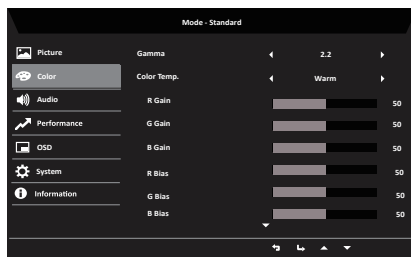 Mode - Standard
Picture
Color
Audio
Performance
OSD
System
Information
Gamma 2.2
Color Temp. Warm
R Gain 50
G Gain 50
B Gain 50
R Bias 50
G Bias 50
B Bias 50